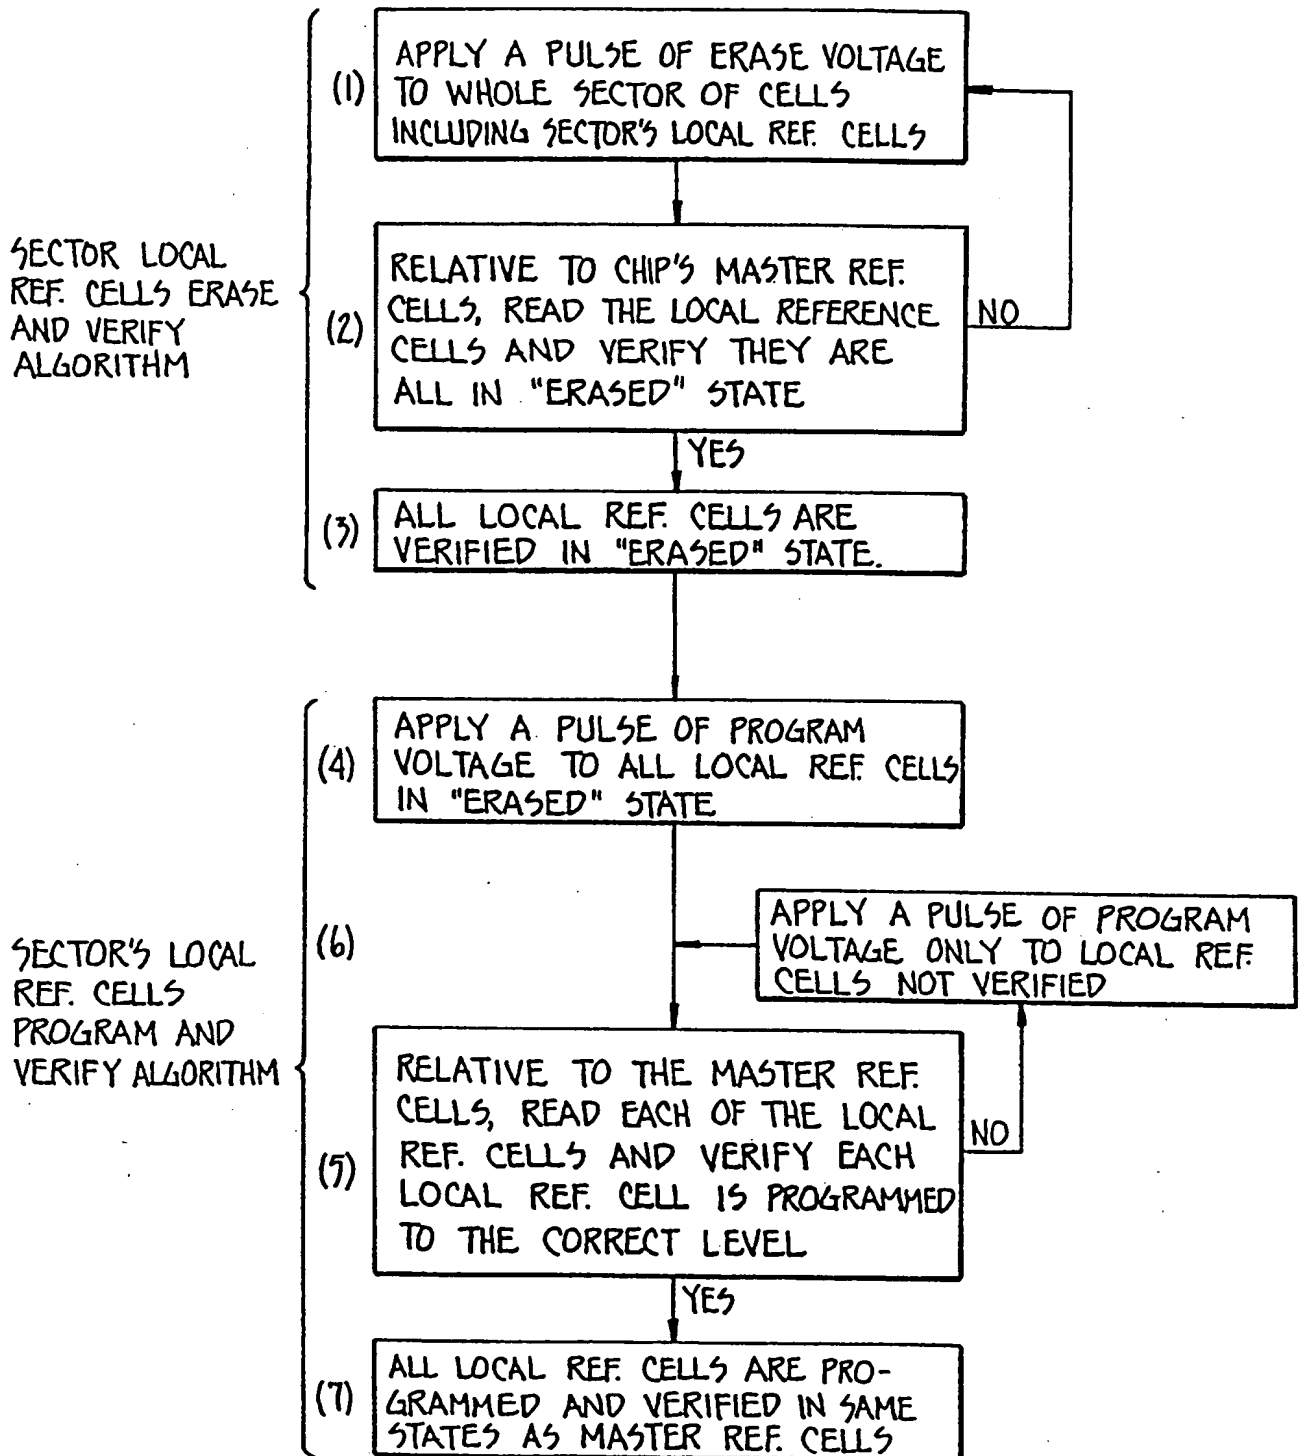 (1)
APPLY A PULSE OF ERASE VOLTAGE
TO WHOLE SECTOR OF CELLS
INCLUDING SECTOR'S LOCAL REF. CELLS
SECTOR LOCAL
REF. CELLS ERASE
AND VERIFY
ALGORITHM
(2)
RELATIVE TO CHIP'S MASTER REF.
CELLS, READ THE LOCAL REFERENCE
CELLS AND VERIFY THEY ARE
ALL IN "ERASED" STATE
NO
YES
(3)
ALL LOCAL REF. CELLS ARE
VERIFIED IN "ERASED" STATE.
(4)
APPLY A PULSE OF PROGRAM
VOLTAGE TO ALL LOCAL REF. CELLS
IN "ERASED" STATE
SECTOR'S LOCAL
REF. CELLS
PROGRAM AND
VERIFY ALGORITHM
(6)
APPLY A PULSE OF PROGRAM
VOLTAGE ONLY TO LOCAL REF.
CELLS NOT VERIFIED
(5)
RELATIVE TO THE MASTER REF.
CELLS, READ EACH OF THE LOCAL
REF. CELLS AND VERIFY EACH
LOCAL REF. CELL IS PROGRAMMED
TO THE CORRECT LEVEL
NO
YES
(7)
ALL LOCAL REF. CELLS ARE PRO-
GRAMMED AND VERIFIED IN SAME
STATES AS MASTER REF. CELLS